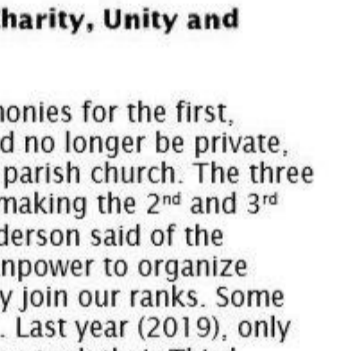 harity, Unity and
onies for the first,
d no longer be private,
parish church. The three
making the 2nd and 3rd
derson said of the
npower to organize
y join our ranks. Some
. Last year (2019), only